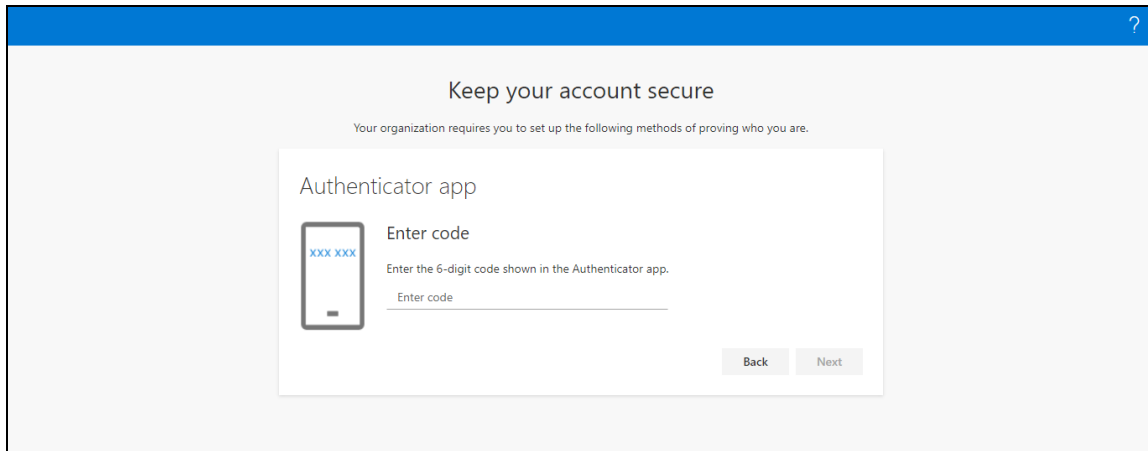 ?
Keep your account secure
Your organization requires you to set up the following methods of proving who you are.
Authenticator app
Enter code
XXX XXX
Enter the 6-digit code shown in the Authenticator app.
Enter code
Back Next